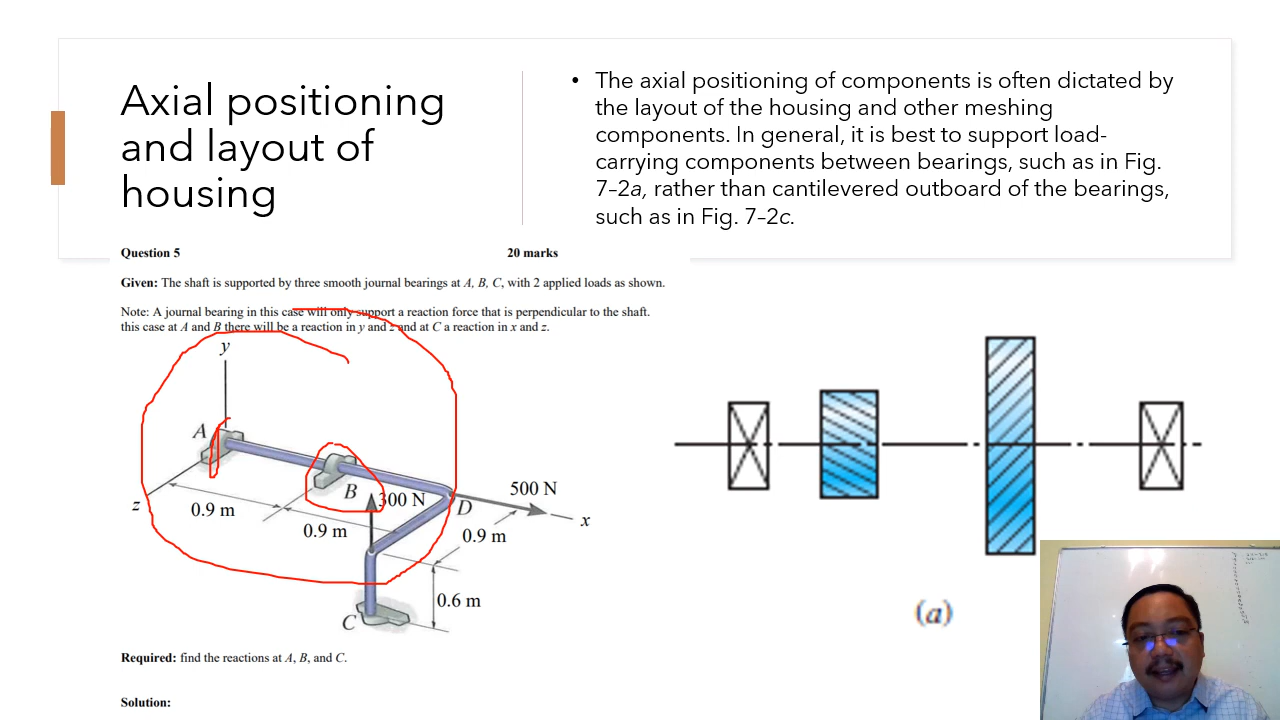 Axial positioning
and layout of
housing
• The axial positioning of components is often dictated by
the layout of the housing and other meshing
components. In general, it is best to support load-
carrying components between bearings, such as in Fig.
7–2a, rather than cantilevered outboard of the bearings,
such as in Fig. 7–2c.
Question 5 20 marks
Given: The shaft is supported by three smooth journal bearings at A, B, C, with 2 applied loads as shown.
Note: A journal bearing in this case will only support a reaction force that is perpendicular to the shaft.
this case at A and B there will be a reaction in y and z and at C a reaction in x and z.
y
A
z
0.9 m
B
300 N
D
500 N
x
0.9 m
0.9 m
0.6 m
C
(a)
Required: find the reactions at A, B, and C.
Solution: